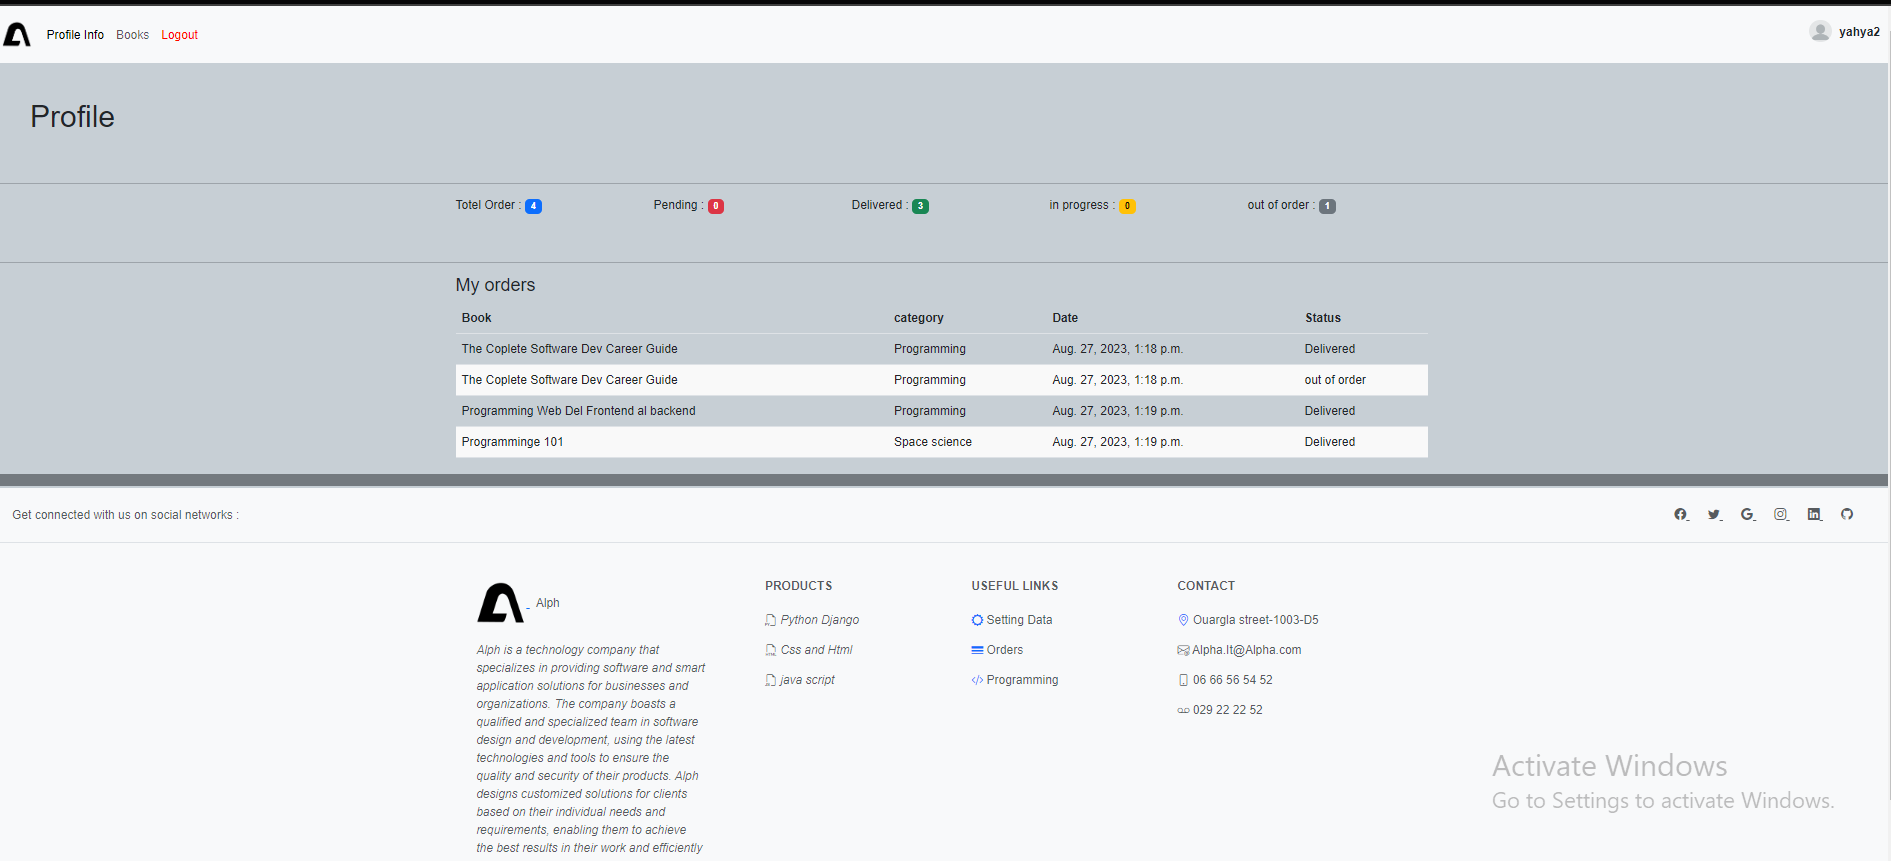 Profile Info Books Logout yahya2
Profile
Totel Order : 4 Pending : 0 Delivered : 3 in progress : 0 out of order : 1
My orders
Book category Date Status
The Coplete Software Dev Career Guide Programming Aug. 27, 2023, 1:18 p.m. Delivered
The Coplete Software Dev Career Guide Programming Aug. 27, 2023, 1:18 p.m. out of order
Programming Web Del Frontend al backend Programming Aug. 27, 2023, 1:19 p.m. Delivered
Programminge 101 Space science Aug. 27, 2023, 1:19 p.m. Delivered
Get connected with us on social networks :
Alph
Alph is a technology company that
specializes in providing software and smart
application solutions for businesses and
organizations. The company boasts a
qualified and specialized team in software
design and development, using the latest
technologies and tools to ensure the
quality and security of their products. Alph
designs customized solutions for clients
based on their individual needs and
requirements, enabling them to achieve
the best results in their work and efficiently
PRODUCTS
Python Django
Css and Html
java script
USEFUL LINKS
Setting Data
Orders
Programming
CONTACT
Ouargla street-1003-D5
Alpha.It@Alpha.com
06 66 56 54 52
029 22 22 52
Activate Windows
Go to Settings to activate Windows.